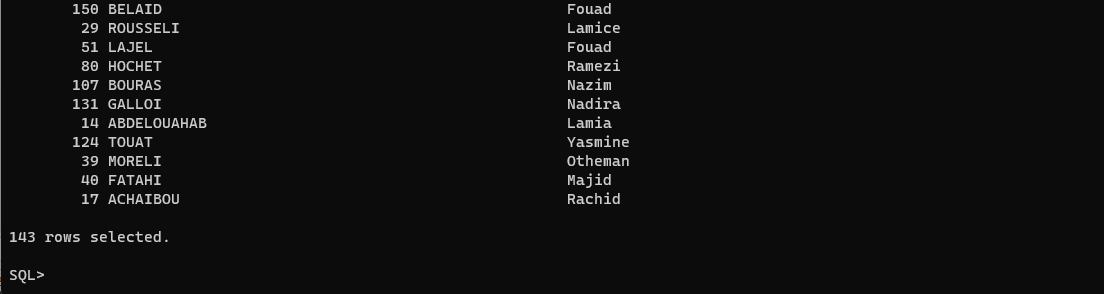 150 BELAID Fouad
29 ROUSSELI Lamice
51 LAJEL Fouad
80 HOCHET Ramezi
107 BOURAS Nazim
131 GALLOI Nadira
14 ABDELOUAHAB Lamia
124 TOUAT Yasmine
39 MORELI Otheman
40 FATAHI Majid
17 ACHAIBOU Rachid
143 rows selected.
SQL>